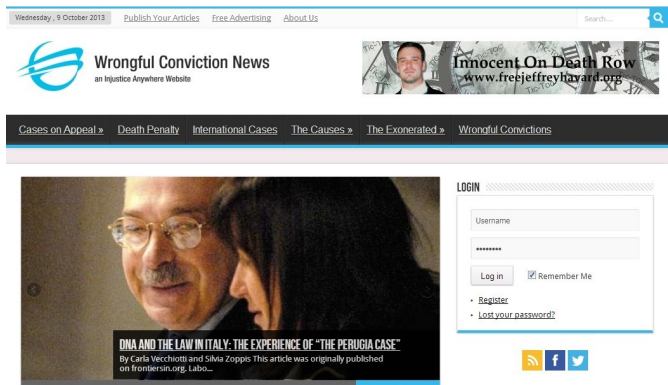 Wednesday , 9 October 2013 Publish Your Articles Free Advertising About Us Search...
Wrongful Conviction News
an Injustice Anywhere Website
Tic-Toc
Innocent On Death Row
www.freejeffreyhavard.org
Tic-Toc
Cases on Appeal » Death Penalty International Cases The Causes » The Exonerated » Wrongful Convictions
LOGIN
Username
••••••••
Log in Remember Me
Register
Lost your password?
DNA AND THE LAW IN ITALY: THE EXPERIENCE OF "THE PERUGIA CASE"
By Carla Vecchiotti and Silvia Zoppis This article was originally published
on frontiersin.org. Labo...